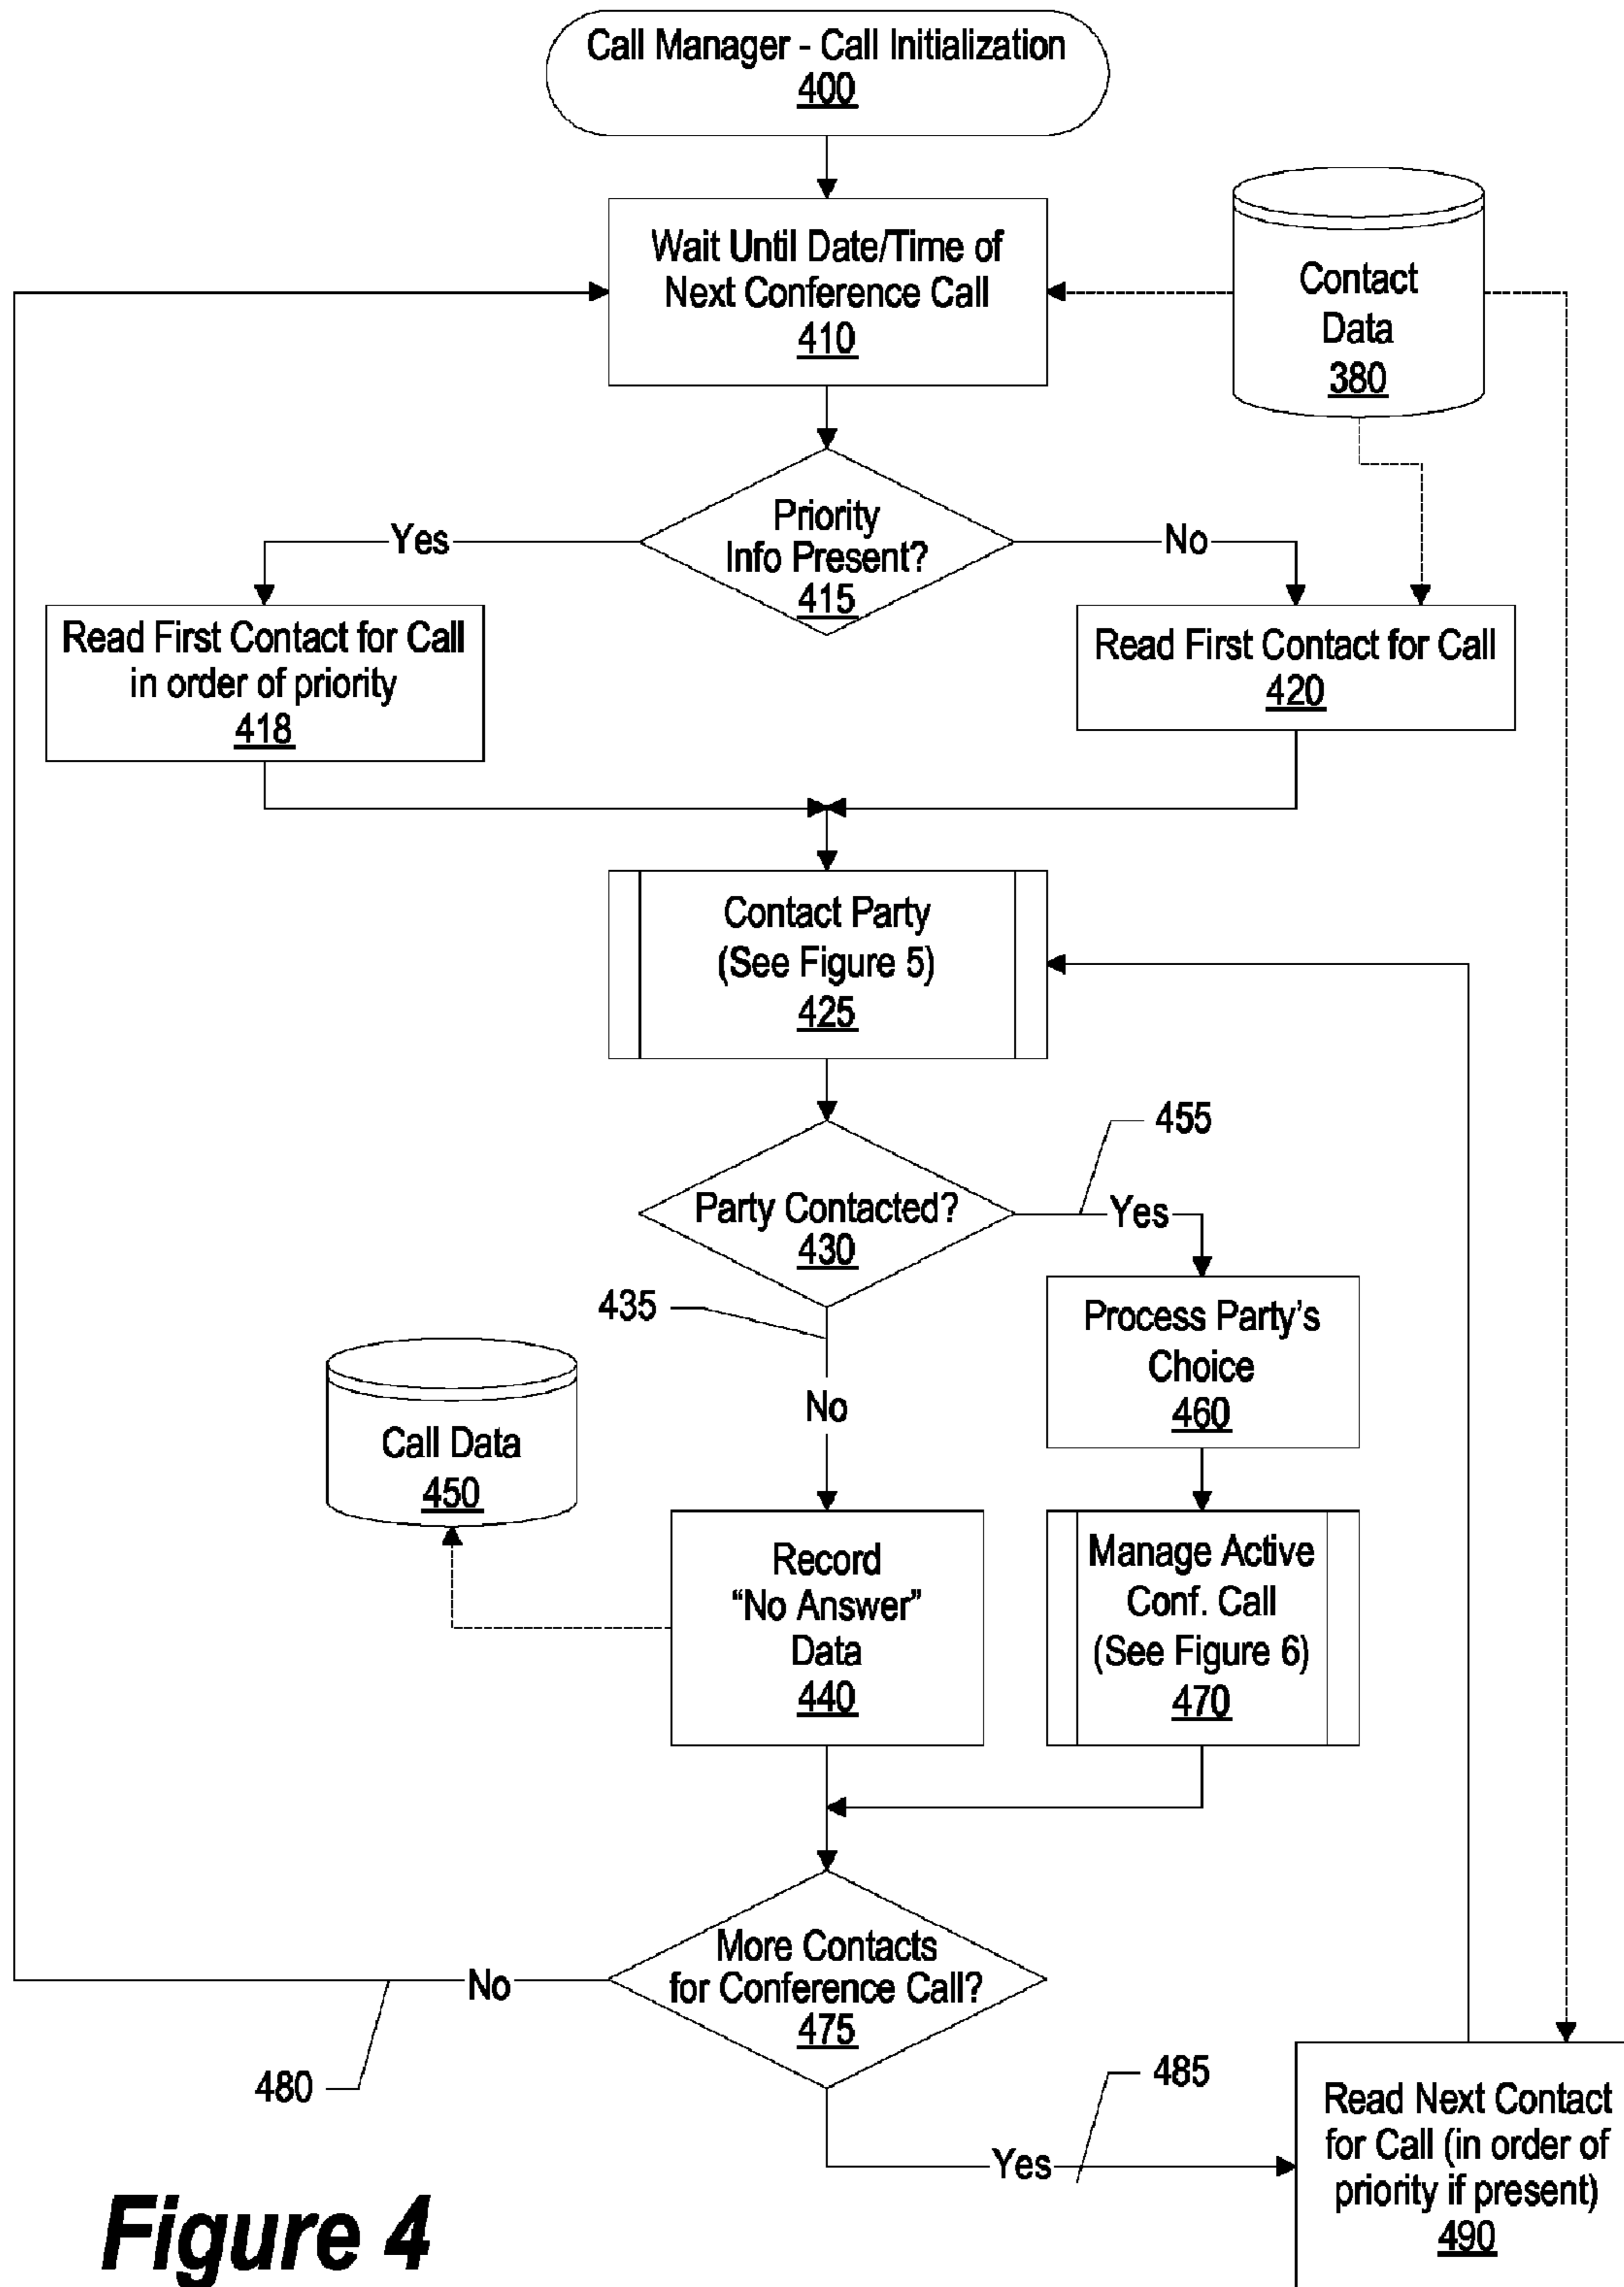 Call Manager - Call Initialization
400
Wait Until Date/Time of
Next Conference Call
410
Contact
Data
380
Priority
Info Present?
415
Yes
No
Read First Contact for Call
in order of priority
418
Read First Contact for Call
420
Contact Party
(See Figure 5)
425
455
Party Contacted?
430
Yes
435
No
Process Party's
Choice
460
Call Data
450
Record
“No Answer”
Data
440
Manage Active
Conf. Call
(See Figure 6)
470
More Contacts
for Conference Call?
475
No
480
485
Yes
Read Next Contact
for Call (in order of
priority if present)
490
Figure 4